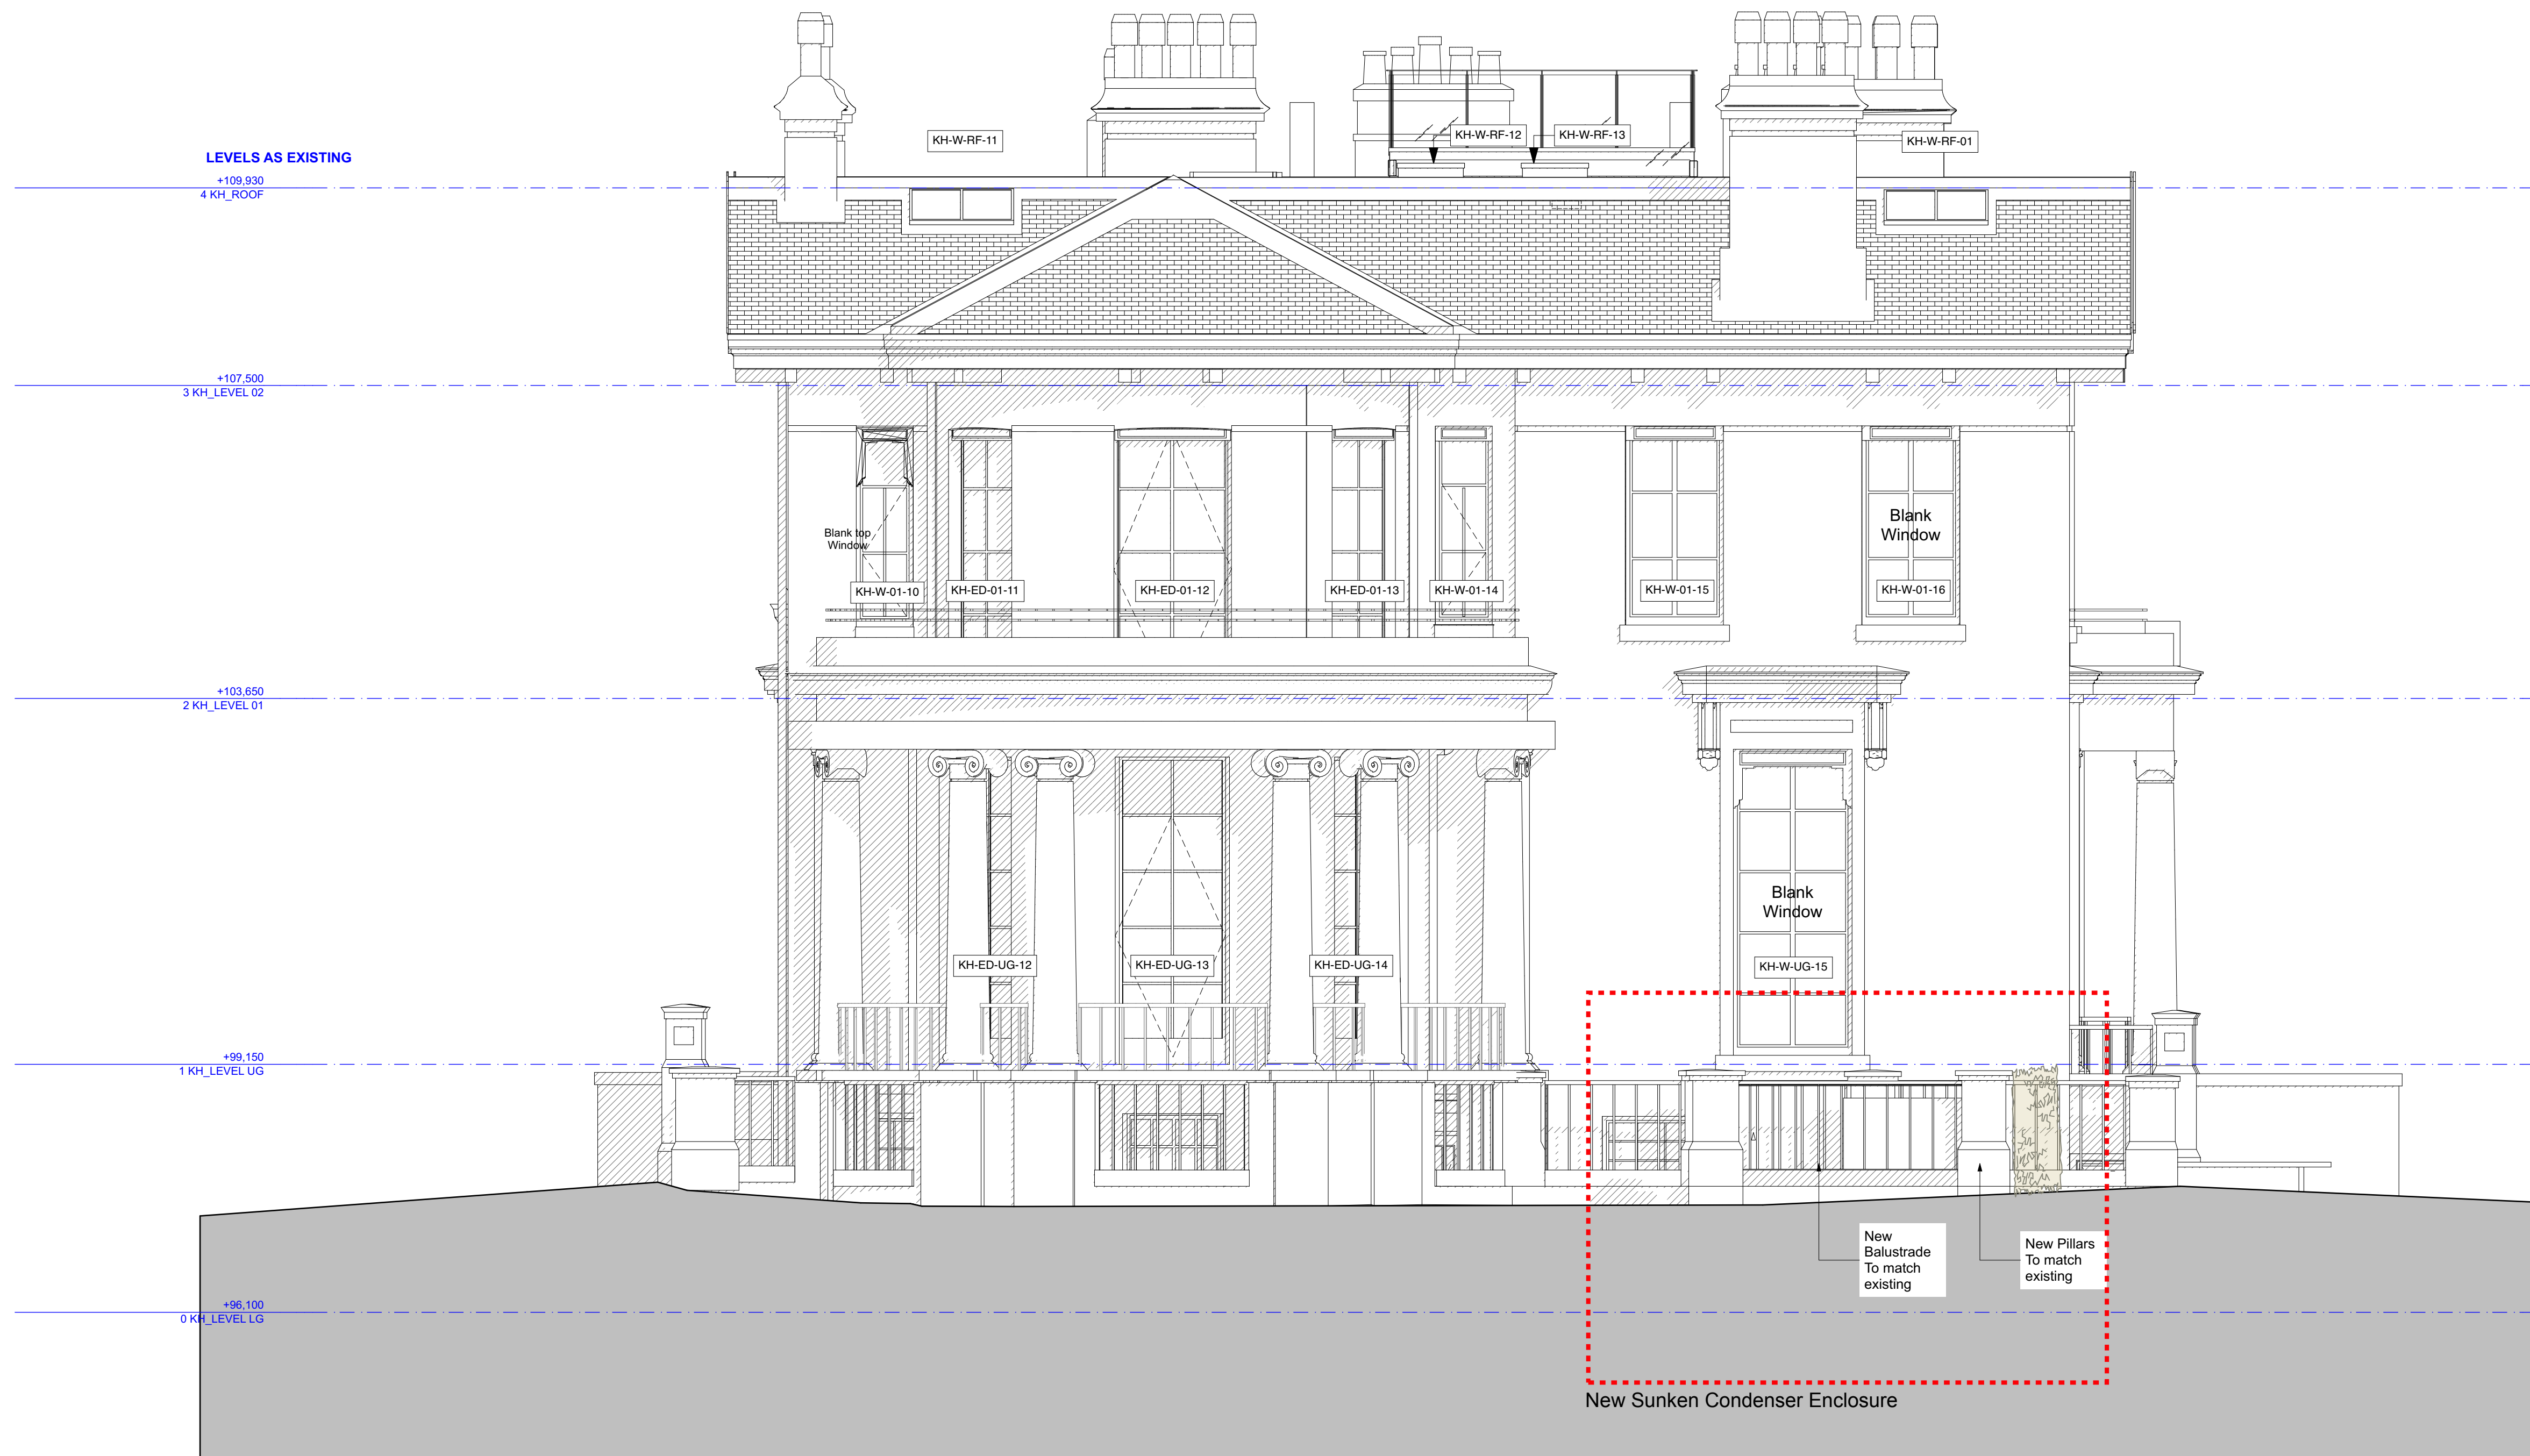 KH-W-RF-11
KH-W-RF-12
KH-W-RF-13
KH-W-RF-01
LEVELS AS EXISTING
+109,930
4 KH_ROOF
+107,500
3 KH_LEVEL 02
Blank top
Window
Blank
Window
KH-W-01-10
KH-ED-01-11
KH-ED-01-12
KH-ED-01-13
KH-W-01-14
KH-W-01-15
KH-W-01-16
+103,650
2 KH_LEVEL 01
Blank
Window
KH-ED-UG-12
KH-ED-UG-13
KH-ED-UG-14
KH-W-UG-15
+99,150
1 KH_LEVEL UG
New
Balustrade
To match
existing
New Pillars
To match
existing
+96,100
0 KH_LEVEL LG
New Sunken Condenser Enclosure